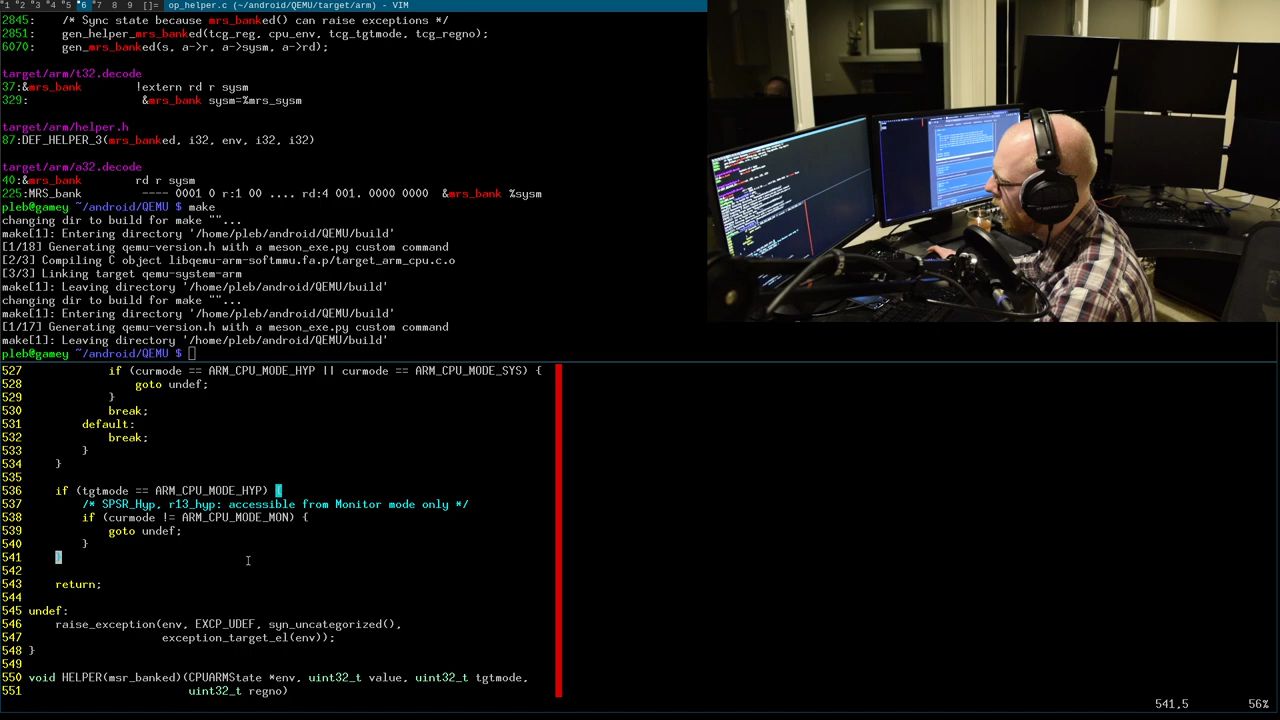 *1 *2 *3 *4 *5 *6 *7 8 9 []= op_helper.c (~/android/QEMU/target/arm) - VIM
2845:    /* Sync state because mrs_banked() can raise exceptions */
2851:    gen_helper_mrs_banked(tcg_reg, cpu_env, tcg_tgtmode, tcg_regno);
6070:    gen_mrs_banked(s, a->r, a->sysm, a->rd);
target/arm/t32.decode
37:&mrs_bank        !extern rd r sysm
329:                 &mrs_bank sysm=%mrs_sysm
target/arm/helper.h
87:DEF_HELPER_3(mrs_banked, i32, env, i32, i32)
target/arm/a32.decode
40:&mrs_bank        rd r sysm
225:MRS_bank         ---- 0001 0 r:1 00 .... rd:4 001. 0000 0000  &mrs_bank %sysm
pleb@gamey ~/android/QEMU $ make
changing dir to build for make ""...
make[1]: Entering directory '/home/pleb/android/QEMU/build'
[1/18] Generating qemu-version.h with a meson_exe.py custom command
[2/3] Compiling C object libqemu-arm-softmmu.fa.p/target_arm_cpu.c.o
[3/3] Linking target qemu-system-arm
make[1]: Leaving directory '/home/pleb/android/QEMU/build'
changing dir to build for make ""...
make[1]: Entering directory '/home/pleb/android/QEMU/build'
[1/17] Generating qemu-version.h with a meson_exe.py custom command
make[1]: Leaving directory '/home/pleb/android/QEMU/build'
pleb@gamey ~/android/QEMU $
527             if (curmode == ARM_CPU_MODE_HYP || curmode == ARM_CPU_MODE_SYS) {
528                 goto undef;
529             }
530             break;
531         default:
532             break;
533         }
534     }
535
536     if (tgtmode == ARM_CPU_MODE_HYP) {
537         /* SPSR_Hyp, r13_hyp: accessible from Monitor mode only */
538         if (curmode != ARM_CPU_MODE_MON) {
539             goto undef;
540         }
541     }
542
543     return;
544
545 undef:
546     raise_exception(env, EXCP_UDEF, syn_uncategorized(),
547                     exception_target_el(env));
548 }
549
550 void HELPER(msr_banked)(CPUARMState *env, uint32_t value, uint32_t tgtmode,
551                         uint32_t regno)
541,5 56%